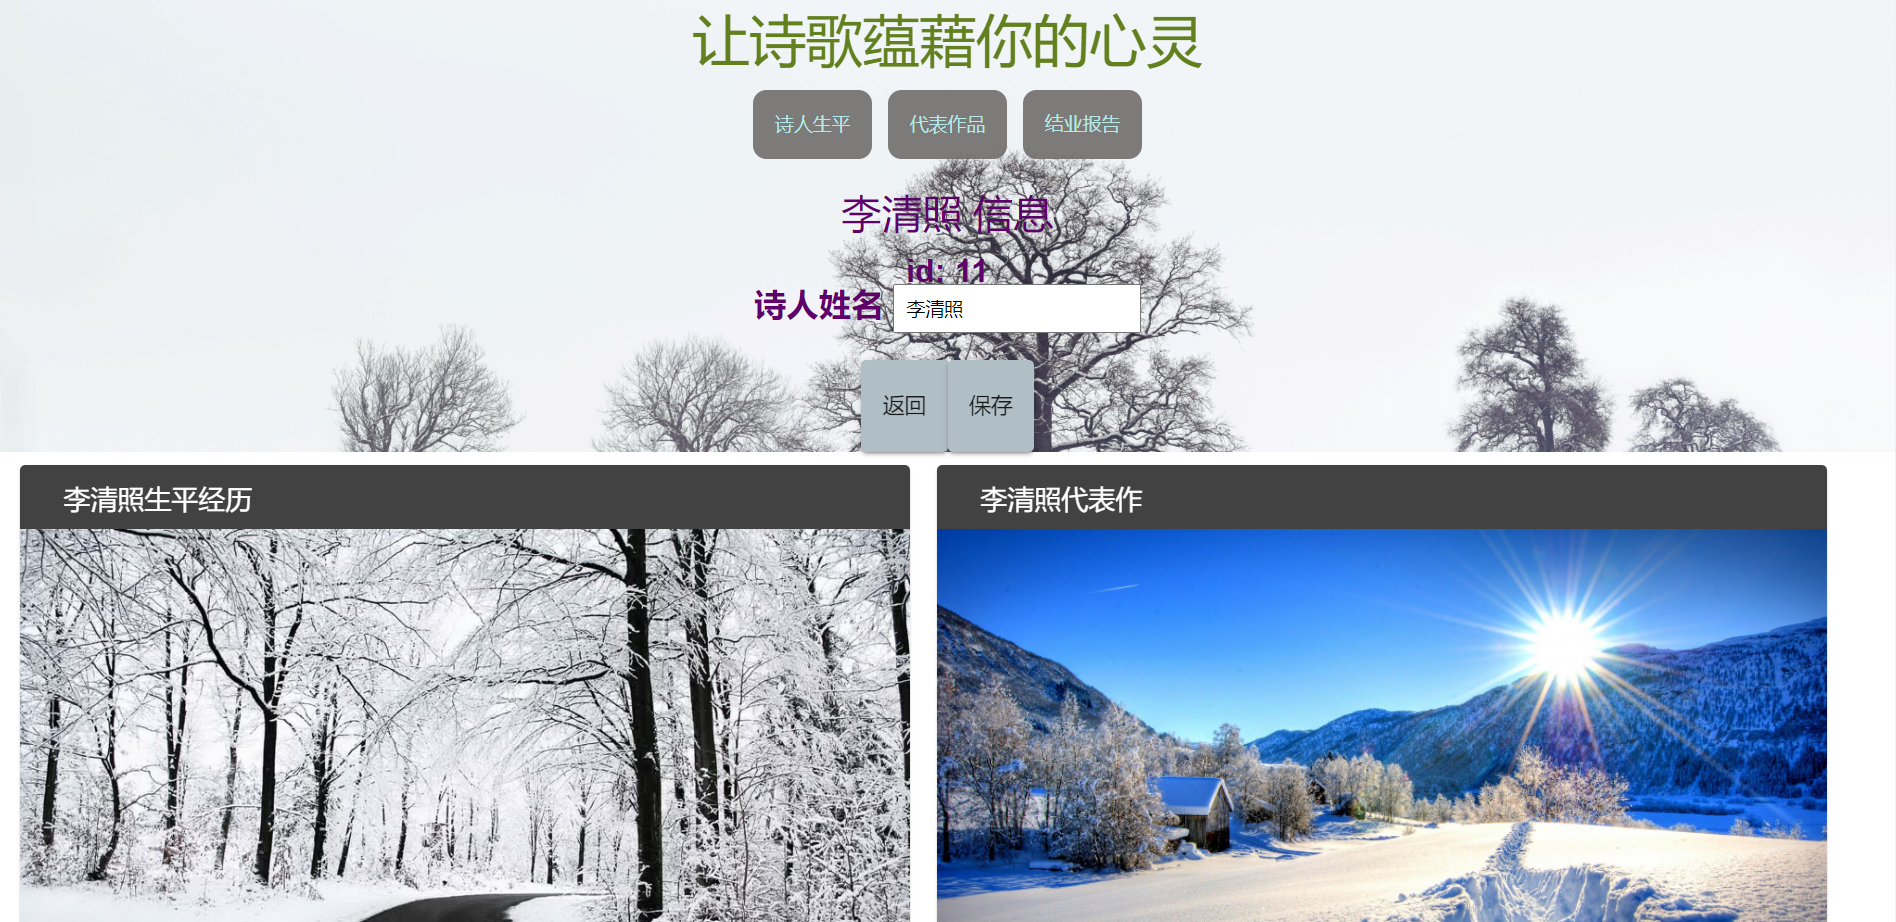 让诗歌蕴藉你的心灵
诗人生平 代表作品 结业报告
李清照 信息
id: 11
诗人姓名 李清照
返回 保存
李清照生平经历 李清照代表作